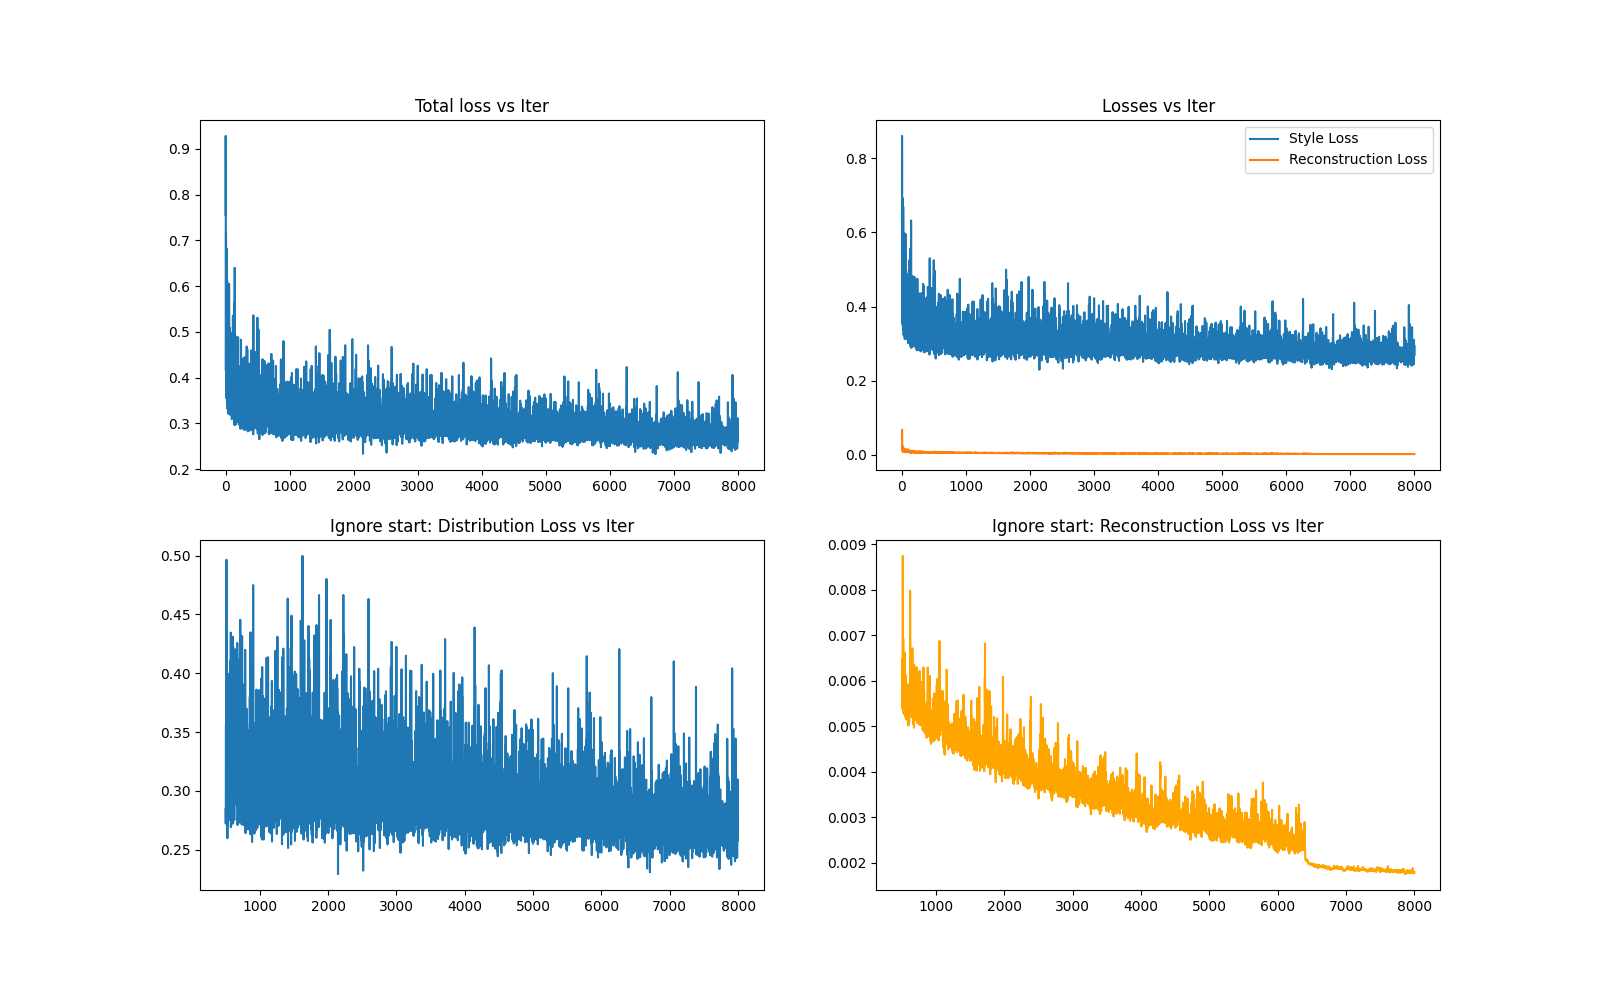 Total loss vs Iter
0.9
0.8
0.7
0.6
0.5
0.4
0.3
0.2
0 1000 2000 3000 4000 5000 6000 7000 8000
Losses vs Iter
Style Loss
Reconstruction Loss
0.8
0.6
0.4
0.2
0.0
0 1000 2000 3000 4000 5000 6000 7000 8000
Ignore start: Distribution Loss vs Iter
0.50
0.45
0.40
0.35
0.30
0.25
1000 2000 3000 4000 5000 6000 7000 8000
Ignore start: Reconstruction Loss vs Iter
0.009
0.008
0.007
0.006
0.005
0.004
0.003
0.002
1000 2000 3000 4000 5000 6000 7000 8000